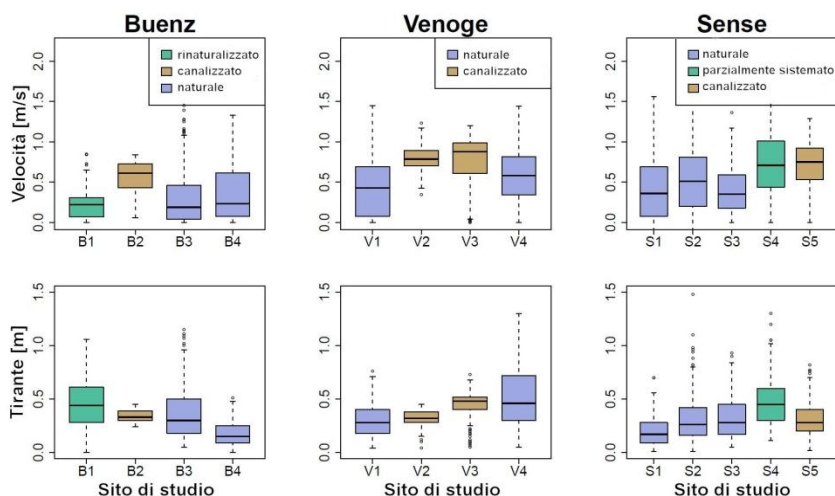 Buenz
Venoge
Sense
Velocità [m/s]
0.0 0.5 1.0 1.5 2.0
rinaturalizzato
canalizzato
naturale
B1 B2 B3 B4
0.0 0.5 1.0 1.5 2.0
naturale
canalizzato
V1 V2 V3 V4
0.0 0.5 1.0 1.5 2.0
naturale
parzialmente sistemato
canalizzato
S1 S2 S3 S4 S5
Tirante [m]
0.0 0.5 1.0 1.5
B1 B2 B3 B4
Sito di studio
0.0 0.5 1.0 1.5
V1 V2 V3 V4
Sito di studio
0.0 0.5 1.0 1.5
S1 S2 S3 S4 S5
Sito di studio